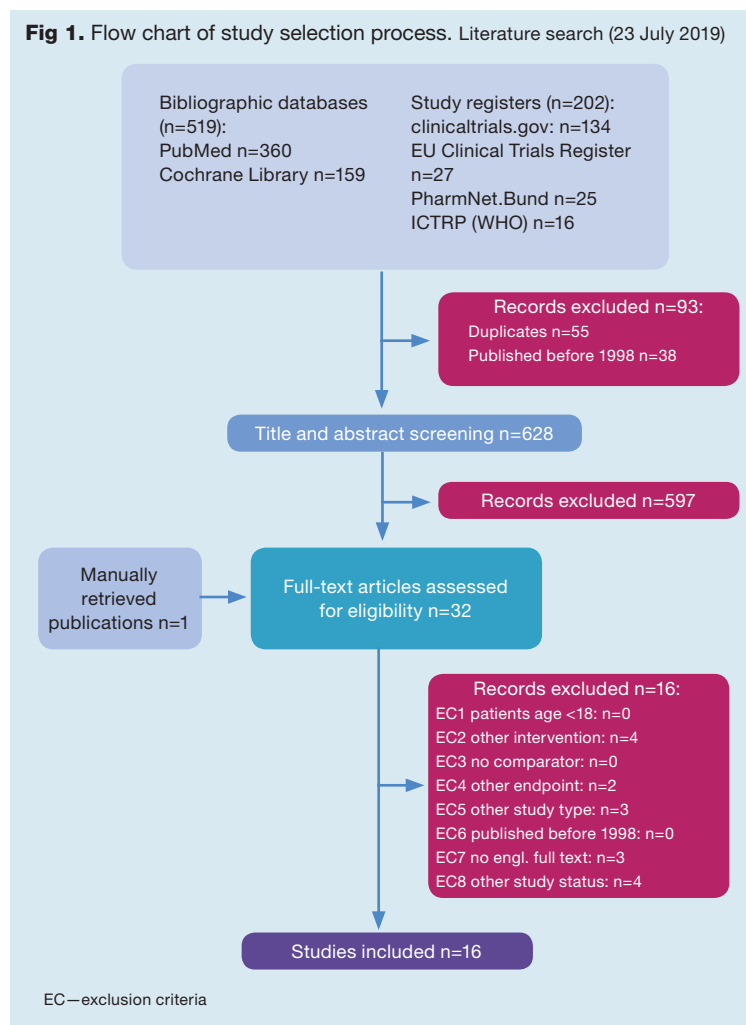 Fig 1. Flow chart of study selection process. Literature search (23 July 2019)
Bibliographic databases
(n=519):
PubMed n=360
Cochrane Library n=159
Study registers (n=202):
clinicaltrials.gov: n=134
EU Clinical Trials Register
n=27
PharmNet.Bund n=25
ICTRP (WHO) n=16
Records excluded n=93:
Duplicates n=55
Published before 1998 n=38
Title and abstract screening n=628
Records excluded n=597
Manually
retrieved
publications n=1
Full-text articles assessed
for eligibility n=32
Records excluded n=16:
EC1 patients age <18: n=0
EC2 other intervention: n=4
EC3 no comparator: n=0
EC4 other endpoint: n=2
EC5 other study type: n=3
EC6 published before 1998: n=0
EC7 no engl. full text: n=3
EC8 other study status: n=4
Studies included n=16
EC—exclusion criteria